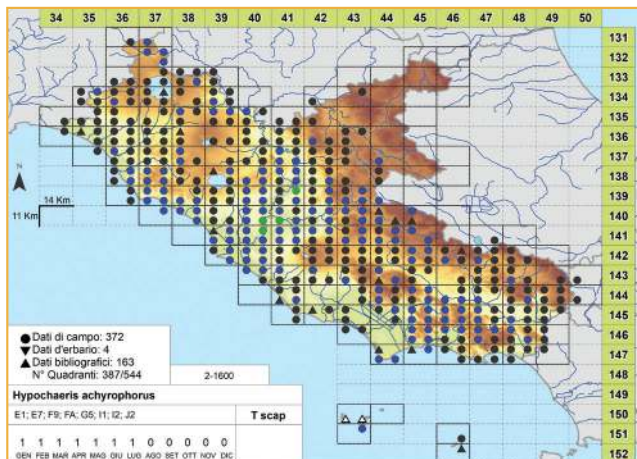 34 35 36 37 38 39 40 41 42 43 44 45 46 47 48 49 50
131
132
133
134
135
136
137
138
139
N
14 Km
140
11 Km
141
142
143
144
145
Dati di campo: 372
146
Dati d'erbario: 4
147
Dati bibliografici: 163
N° Quadranti: 387/544
2-1600
148
149
Hypochaeris achyrophorus
E1; E7; F9; FA; G5; I1; I2; J2
T scap
150
151
1 1 1 1 1 1 1 0 0 0 0 0
152
GEN FEB MAR APR MAG GIU LUG AGO SET OTT NOV DIC